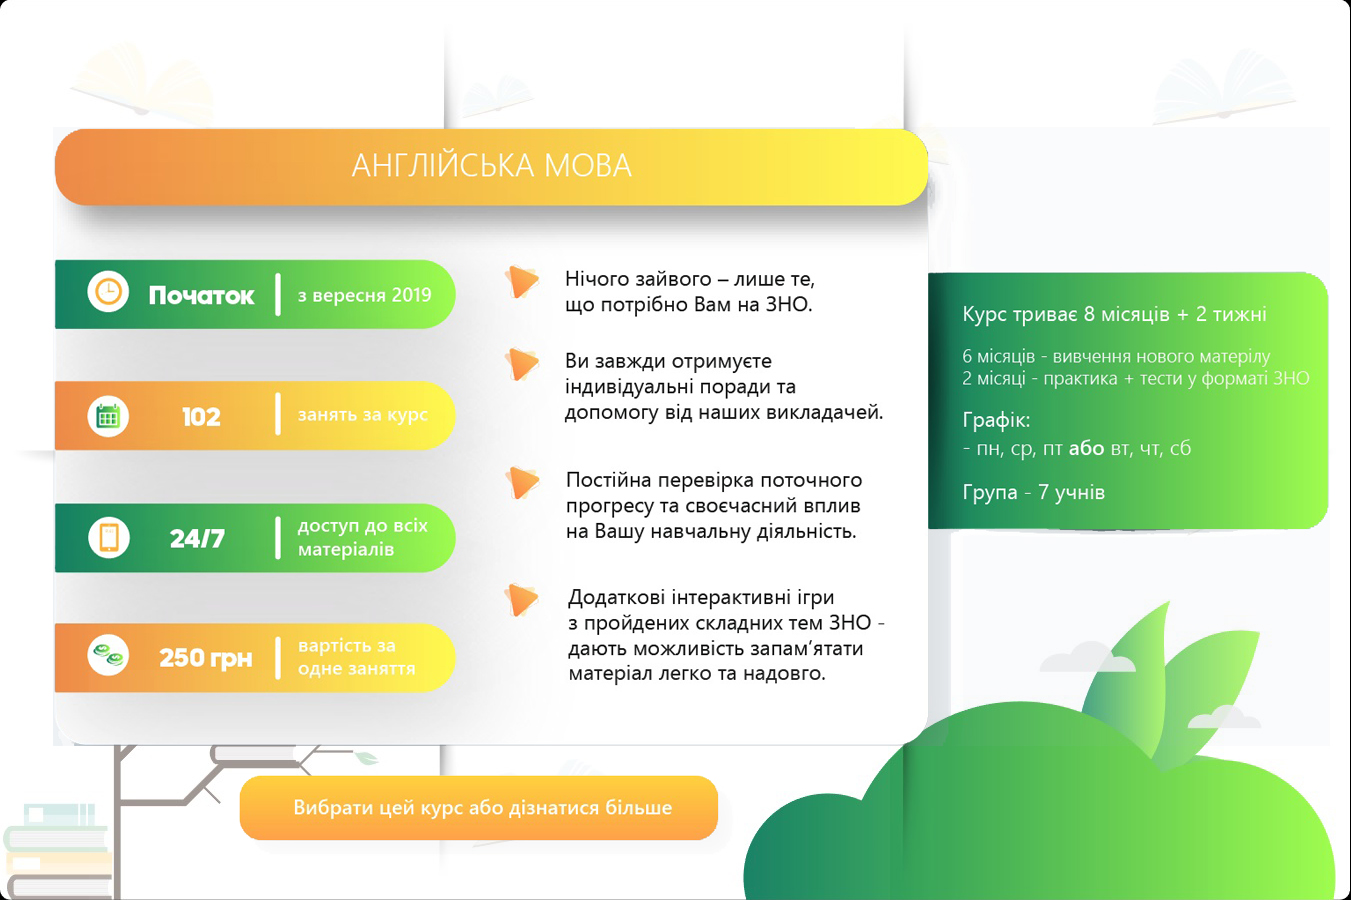 АНГЛІЙСЬКА МОВА
Початок
з вересня 2019
102
занять за курс
24/7
доступ до всіх
матеріалів
250 грн
вартість за
одне заняття
Нічого зайвого – лише те,
що потрібно Вам на ЗНО.
Ви завжди отримуєте
індивідуальні поради та
допомогу від наших викладачей.
Постійна перевірка поточного
прогресу та своєчасний вплив
на Вашу навчальну діяльність.
Додаткові інтерактивні ігри
з пройдених складних тем ЗНО -
дають можливість запам’ятати
матеріал легко та надовго.
Курс триває 8 місяців + 2 тижні
6 місяців - вивчення нового матерілу
2 місяці - практика + тести у форматі ЗНО
Графік:
- пн, ср, пт або вт, чт, сб
Група - 7 учнів
Вибрати цей курс або дізнатися більше